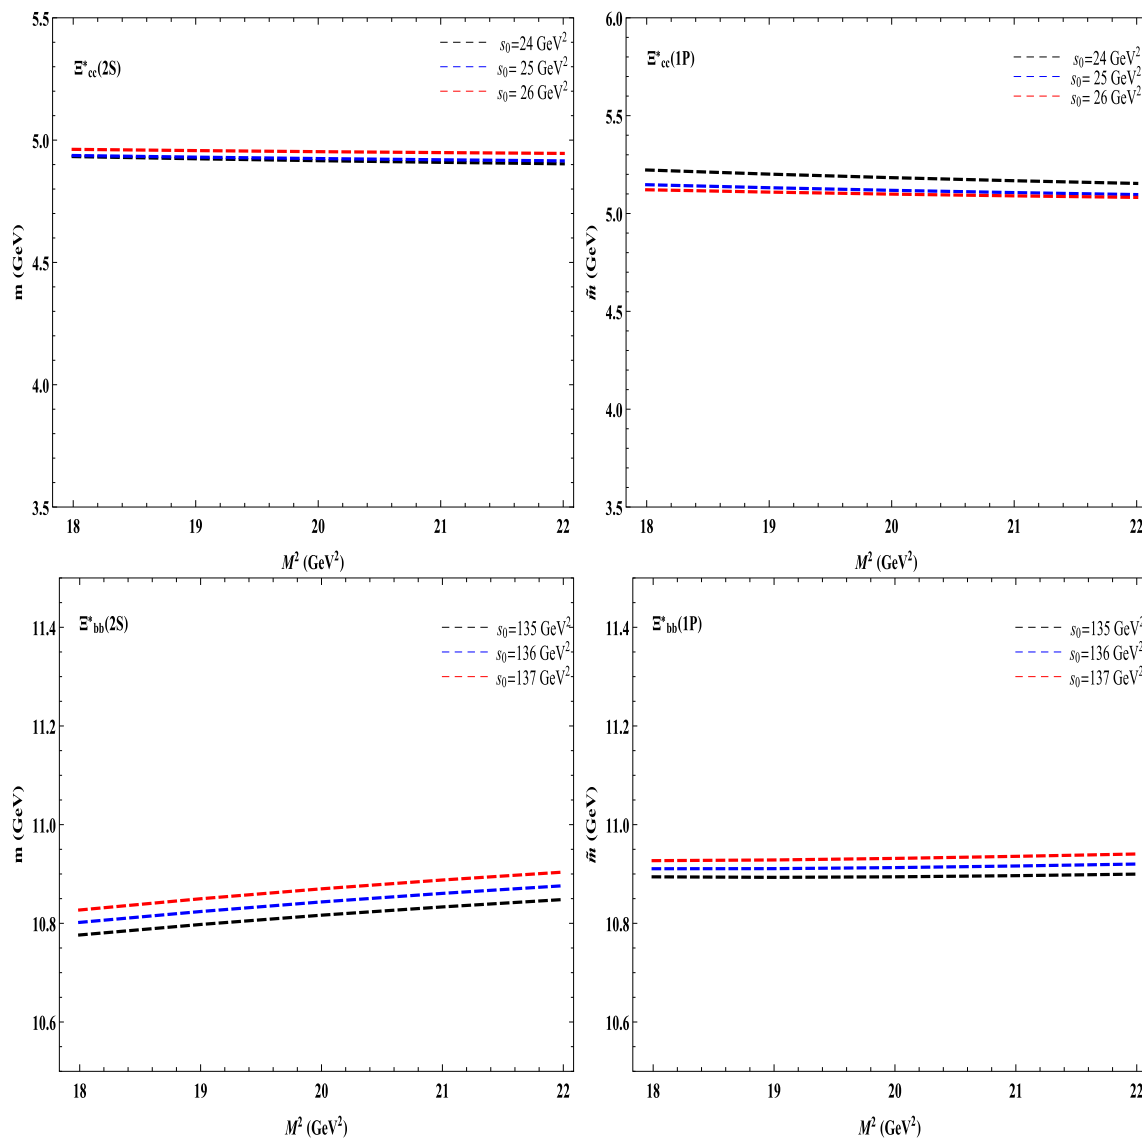 Ξ*cc(2S)
s₀=24 GeV²
s₀= 25 GeV²
s₀= 26 GeV²
5.5
5.0
4.5
4.0
3.5
m (GeV)
18 19 20 21 22
M² (GeV²)
Ξ*cc(1P)
s₀=24 GeV²
s₀= 25 GeV²
s₀= 26 GeV²
6.0
5.5
5.0
4.5
4.0
3.5
m̃ (GeV)
18 19 20 21 22
M² (GeV²)
Ξ*bb(2S)
s₀=135 GeV²
s₀=136 GeV²
s₀=137 GeV²
11.4
11.2
11.0
10.8
10.6
m (GeV)
18 19 20 21 22
M² (GeV²)
Ξ*bb(1P)
s₀=135 GeV²
s₀=136 GeV²
s₀=137 GeV²
11.4
11.2
11.0
10.8
10.6
m̃ (GeV)
18 19 20 21 22
M² (GeV²)